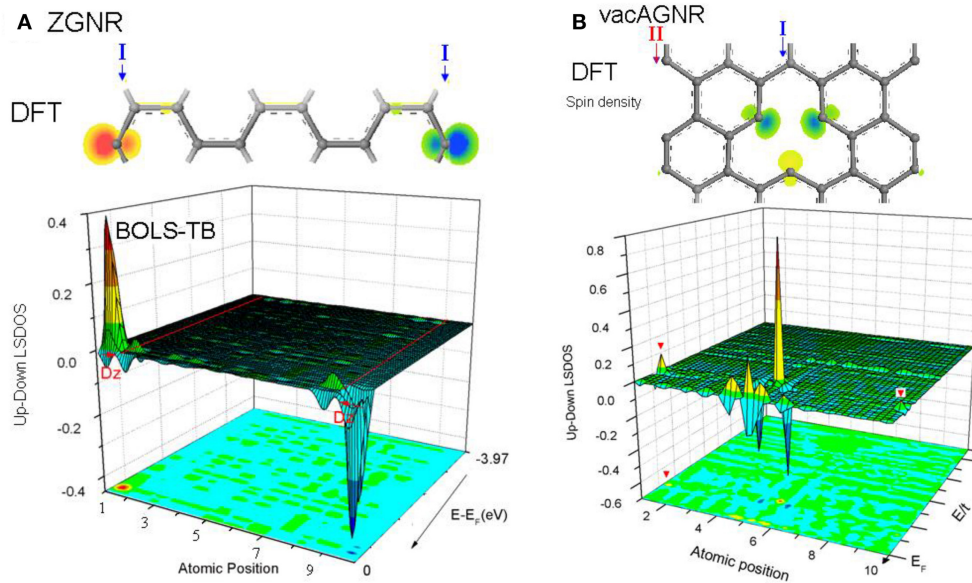 A ZGNR
I I
DFT
0.4
0.2
0.0
-0.2
-0.4
Up-Down LSDOS
BOLS-TB
Dz
1 3 5 7 9
Atomic Position
-3.97
E-EF(eV)
0
B vacAGNR
II I
DFT
Spin density
0.8
0.6
0.4
0.2
0.0
-0.2
-0.4
-0.6
Up-Down LSDOS
2 4 6 8 10
Atomic position
E/t
EF